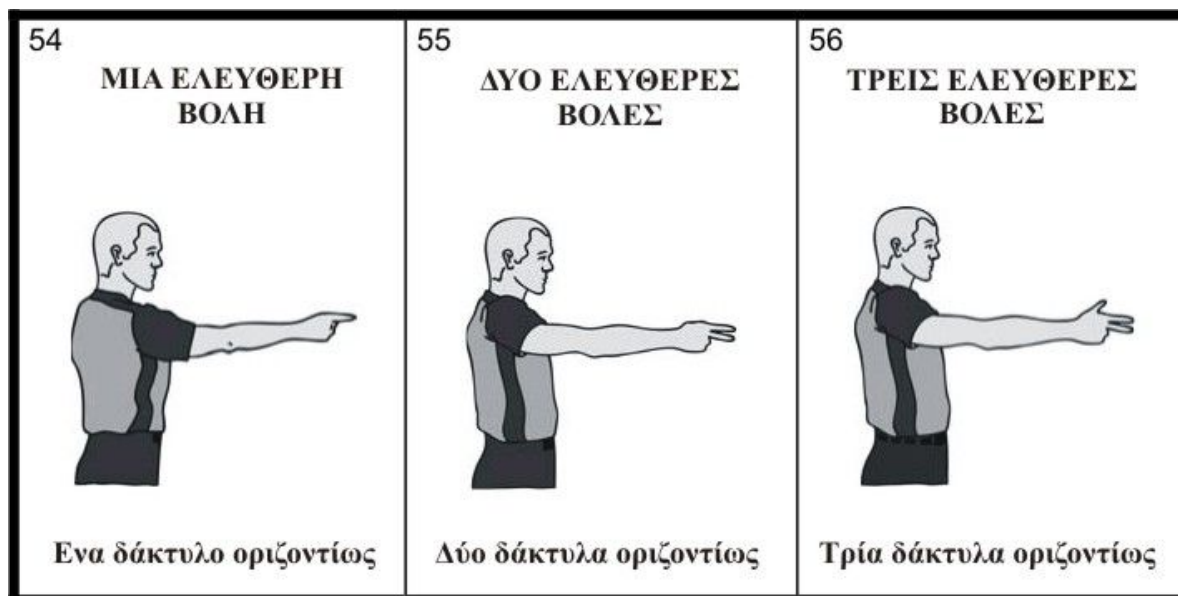 54
ΜΙΑ ΕΛΕΥΘΕΡΗ
ΒΟΛΗ
Ενα δάκτυλο οριζοντίως
55
ΔΥΟ ΕΛΕΥΘΕΡΕΣ
ΒΟΛΕΣ
Δύο δάκτυλα οριζοντίως
56
ΤΡΕΙΣ ΕΛΕΥΘΕΡΕΣ
ΒΟΛΕΣ
Τρία δάκτυλα οριζοντίως